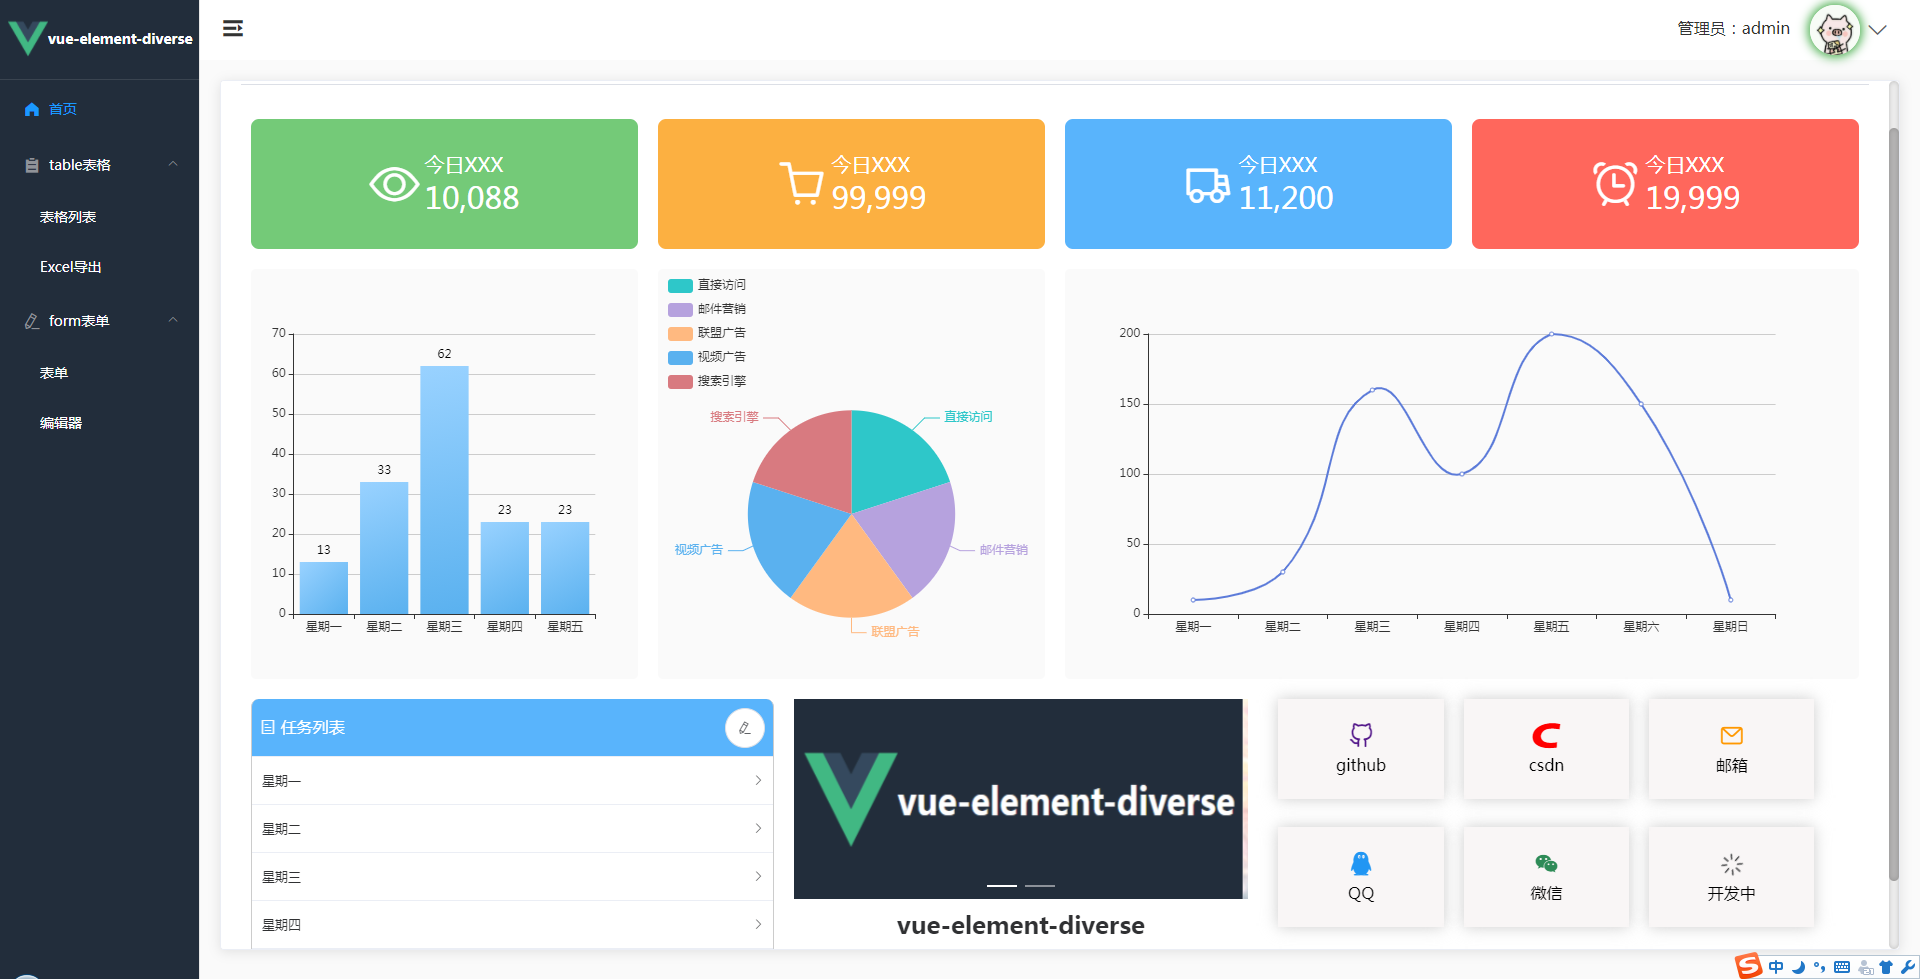 vue-element-diverse
管理员：admin
首页
table表格
表格列表
Excel导出
form表单
表单
编辑器
今日XXX
10,088
今日XXX
99,999
今日XXX
11,200
今日XXX
19,999
70
60
50
40
30
20
10
0
13
33
62
23
23
星期一
星期二
星期三
星期四
星期五
直接访问
邮件营销
联盟广告
视频广告
搜索引擎
搜索引擎
直接访问
视频广告
邮件营销
联盟广告
200
150
100
50
0
星期一
星期二
星期三
星期四
星期五
星期六
星期日
任务列表
星期一
星期二
星期三
星期四
vue-element-diverse
vue-element-diverse
github
csdn
邮箱
QQ
微信
开发中
中